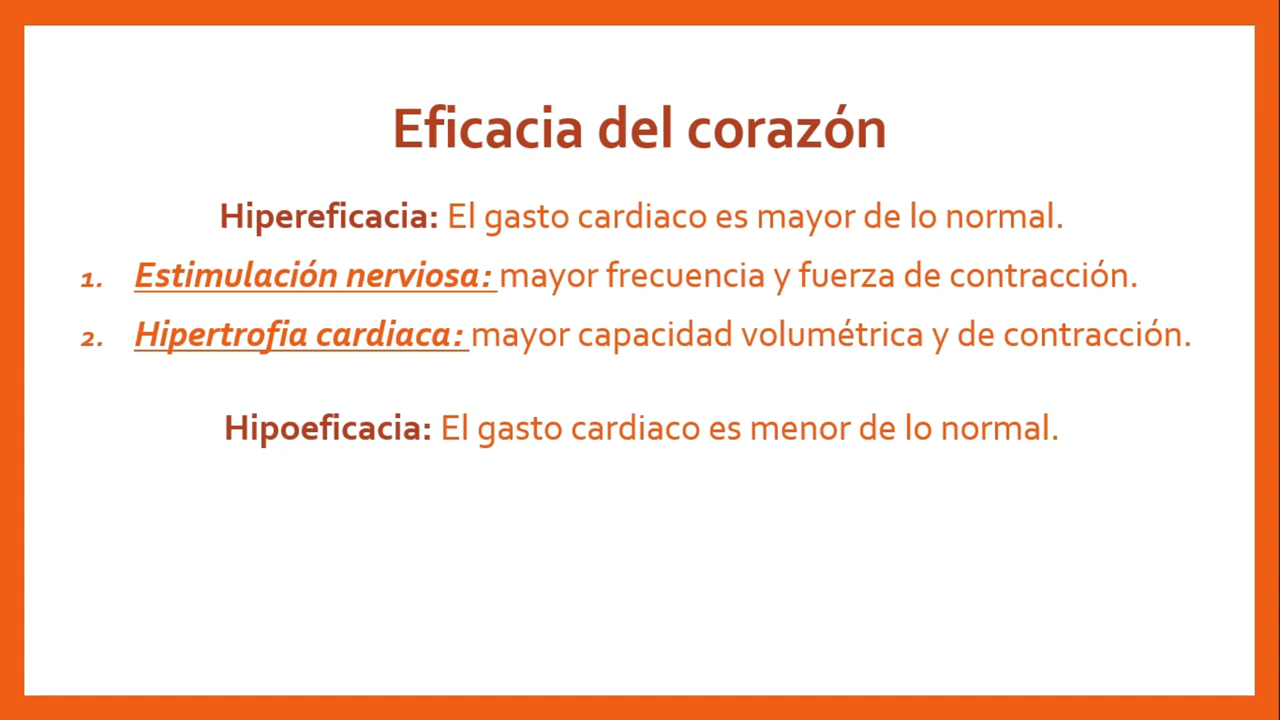 Eficacia del corazón
Hipereficacia: El gasto cardiaco es mayor de lo normal.
1. Estimulación nerviosa: mayor frecuencia y fuerza de contracción.
2. Hipertrofia cardiaca: mayor capacidad volumétrica y de contracción.
Hipoeficacia: El gasto cardiaco es menor de lo normal.